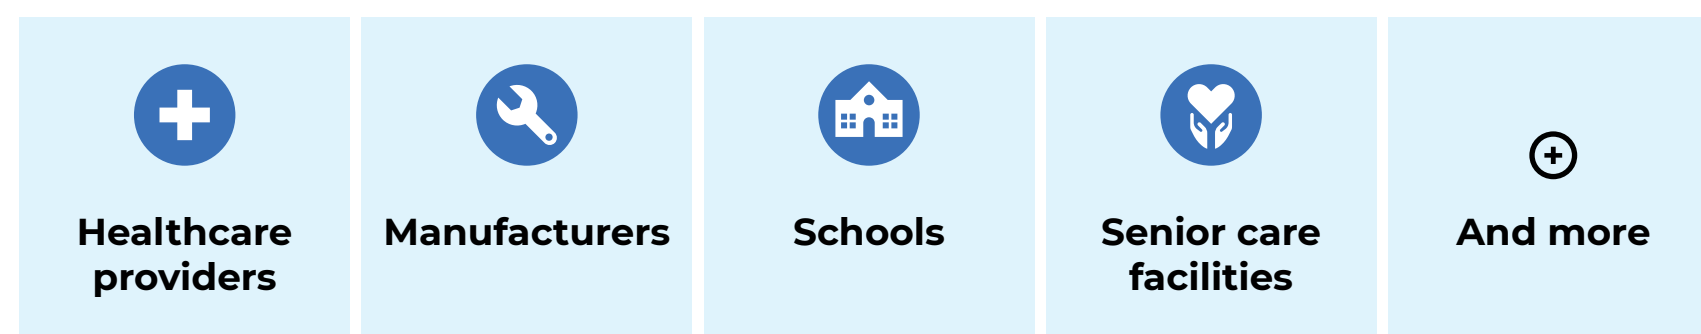 Healthcare
providers
Manufacturers
Schools
Senior care
facilities
And more